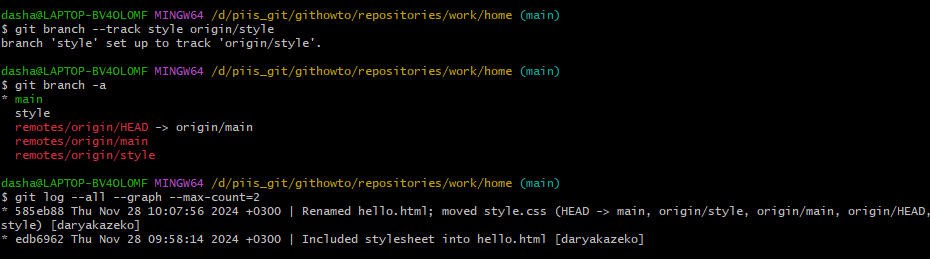 dasha@LAPTOP-BV4OLOMF MINGW64 /d/piis_git/githowto/repositories/work/home (main)
$ git branch --track style origin/style
branch 'style' set up to track 'origin/style'.
dasha@LAPTOP-BV4OLOMF MINGW64 /d/piis_git/githowto/repositories/work/home (main)
$ git branch -a
* main
  style
  remotes/origin/HEAD -> origin/main
  remotes/origin/main
  remotes/origin/style
dasha@LAPTOP-BV4OLOMF MINGW64 /d/piis_git/githowto/repositories/work/home (main)
$ git log --all --graph --max-count=2
* 585eb88 Thu Nov 28 10:07:56 2024 +0300 | Renamed hello.html; moved style.css (HEAD -> main, origin/style, origin/main, origin/HEAD,
style) [daryakazeko]
* edb6962 Thu Nov 28 09:58:14 2024 +0300 | Included stylesheet into hello.html [daryakazeko]